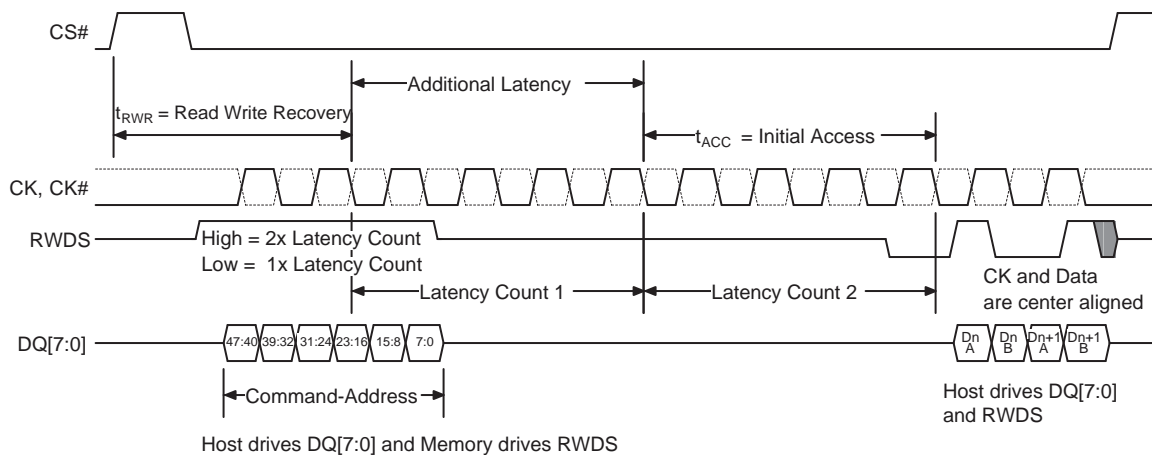 CS#
Additional Latency
tRWR = Read Write Recovery
tACC = Initial Access
CK, CK#
RWDS
High = 2x Latency Count
Low = 1x Latency Count
CK and Data
are center aligned
Latency Count 1
Latency Count 2
DQ[7:0]
47:40 39:32 31:24 23:16 15:8 7:0
Dn A
Dn B
Dn+1 A
Dn+1 B
Command-Address
Host drives DQ[7:0]
and RWDS
Host drives DQ[7:0] and Memory drives RWDS